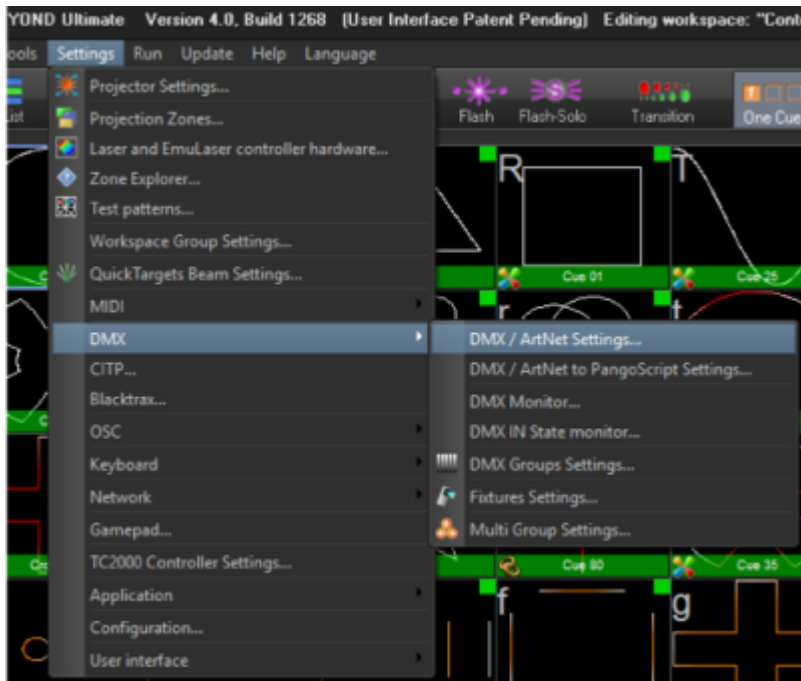 YOND Ultimate Version 4.0, Build 1268 (User Interface Patent Pending) Editing workspace: "Cont
ools Settings Run Update Help Language
ist Flash Flash-Solo Transition One Cue
Projector Settings...
Projection Zones...
Laser and EmuLaser controller hardware...
Zone Explorer...
Test patterns...
Workspace Group Settings...
QuickTargets Beam Settings...
MIDI
DMX
CITP...
Blacktrax...
OSC
Keyboard
Network
Gamepad...
TC2000 Controller Settings...
Application
Configuration...
User interface
DMX / ArtNet Settings...
DMX / ArtNet to PangoScript Settings...
DMX Monitor...
DMX IN State monitor...
DMX Groups Settings...
Fixtures Settings...
Multi Group Settings...
R T
Cue 01 Cue 25
r t
Cue 80 Cue 35
f g